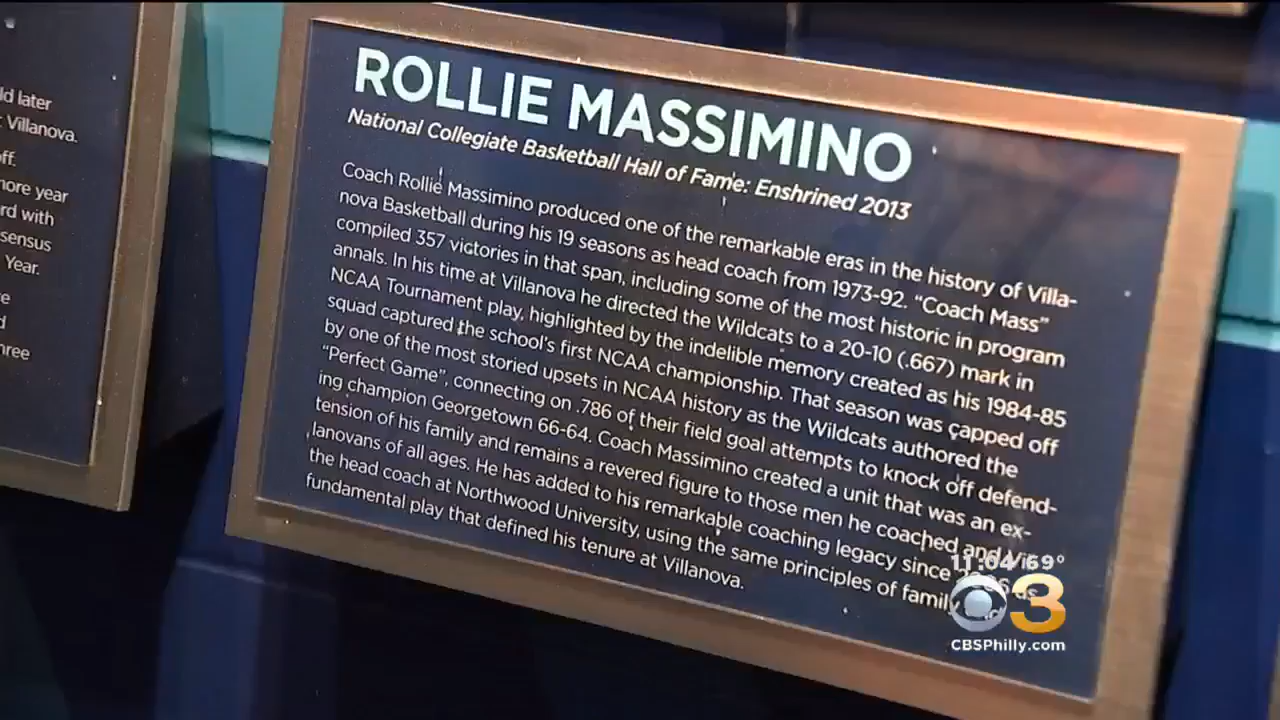 ld later
Villanova.
off.
more year
rd with
sensus
Year.
e
d
hree
ROLLIE MASSIMINO
National Collegiate Basketball Hall of Fame: Enshrined 2013
Coach Rollie Massimino produced one of the remarkable eras in the history of Villa-
nova Basketball during his 19 seasons as head coach from 1973-92. “Coach Mass”
compiled 357 victories in that span, including some of the most historic in program
annals. In his time at Villanova he directed the Wildcats to a 20-10 (.667) mark in
NCAA Tournament play, highlighted by the indelible memory created as his 1984-85
squad captured the school’s first NCAA championship. That season was capped off
by one of the most storied upsets in NCAA history as the Wildcats authored the
“Perfect Game”, connecting on .786 of their field goal attempts to knock off defend-
ing champion Georgetown 66-64. Coach Massimino created a unit that was an ex-
tension of his family and remains a revered figure to those men he coached and Vil-
lanovans of all ages. He has added to his remarkable coaching legacy since as
the head coach at Northwood University, using the same principles of family
fundamental play that defined his tenure at Villanova.
11:04 69°
3
CBSPhilly.com